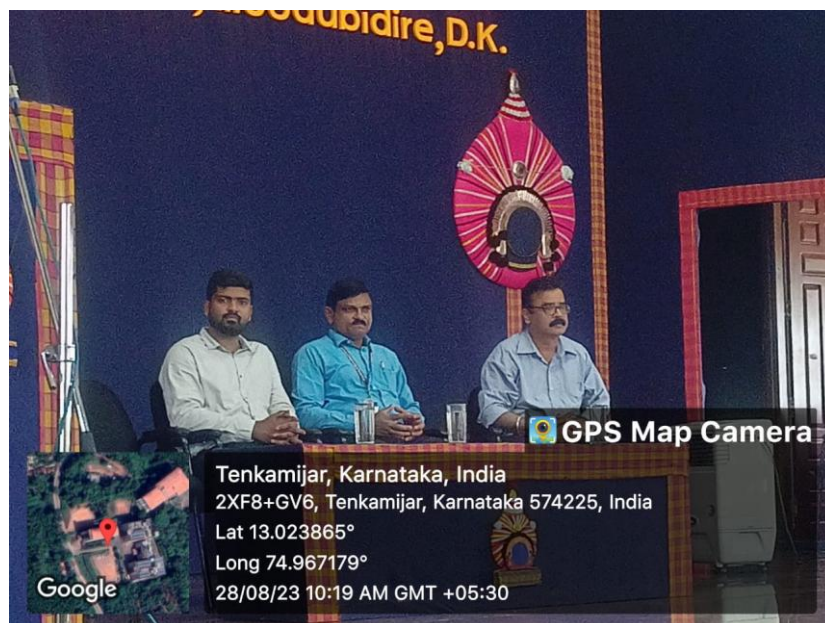 dubidire, D.K.
GPS Map Camera
Tenkamijar, Karnataka, India
2XF8+GV6, Tenkamijar, Karnataka 574225, India
Lat 13.023865°
Long 74.967179°
28/08/23 10:19 AM GMT +05:30
Google